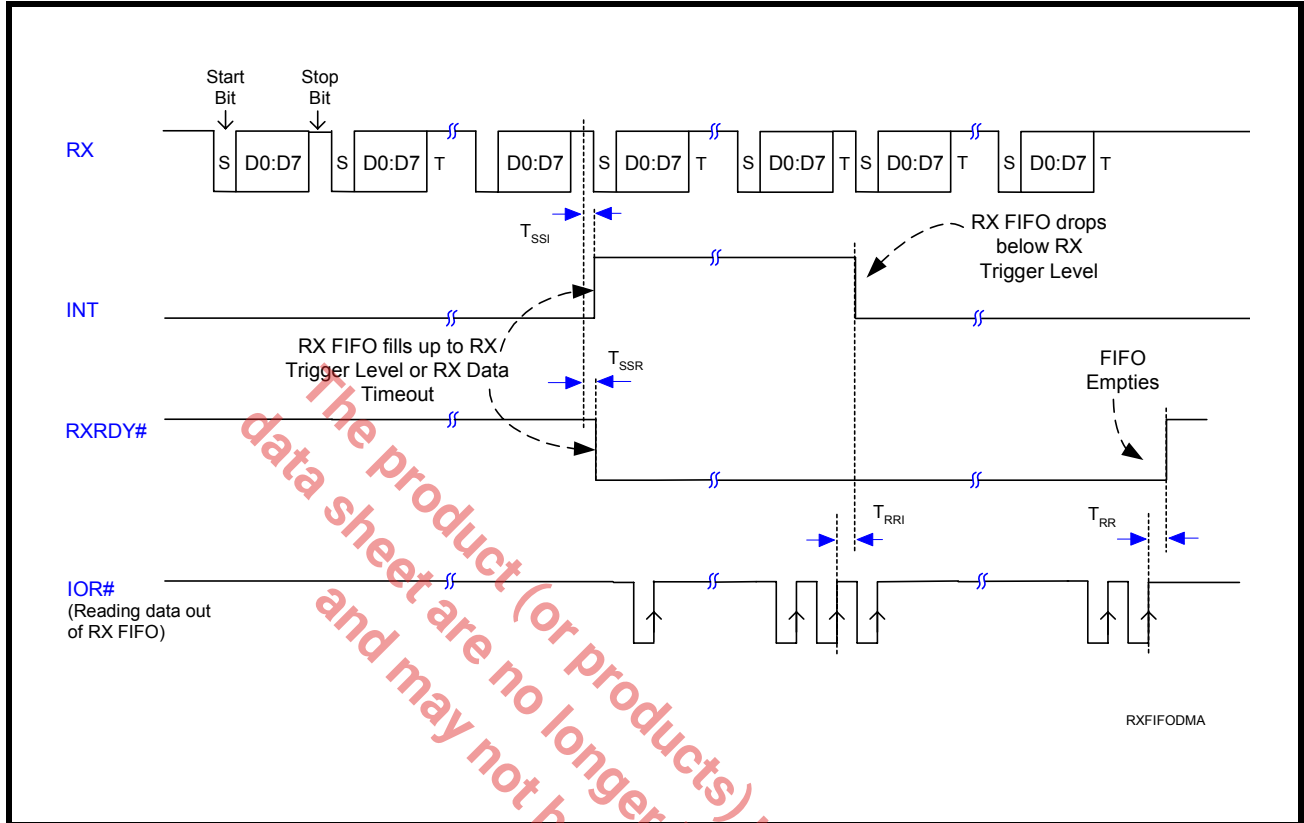 Start
Bit
Stop
Bit
RX
S D0:D7 S D0:D7 T D0:D7 S D0:D7 T S D0:D7 T S D0:D7 T S D0:D7 T
TSSI
RX FIFO drops
below RX
Trigger Level
INT
RX FIFO fills up to RX
Trigger Level or RX Data
Timeout
TSSR
FIFO
Empties
RXRDY#
TRRI
TRR
IOR#
(Reading data out
of RX FIFO)
RXFIFODMA
The product (or products)
data sheet are no longer
and may not b